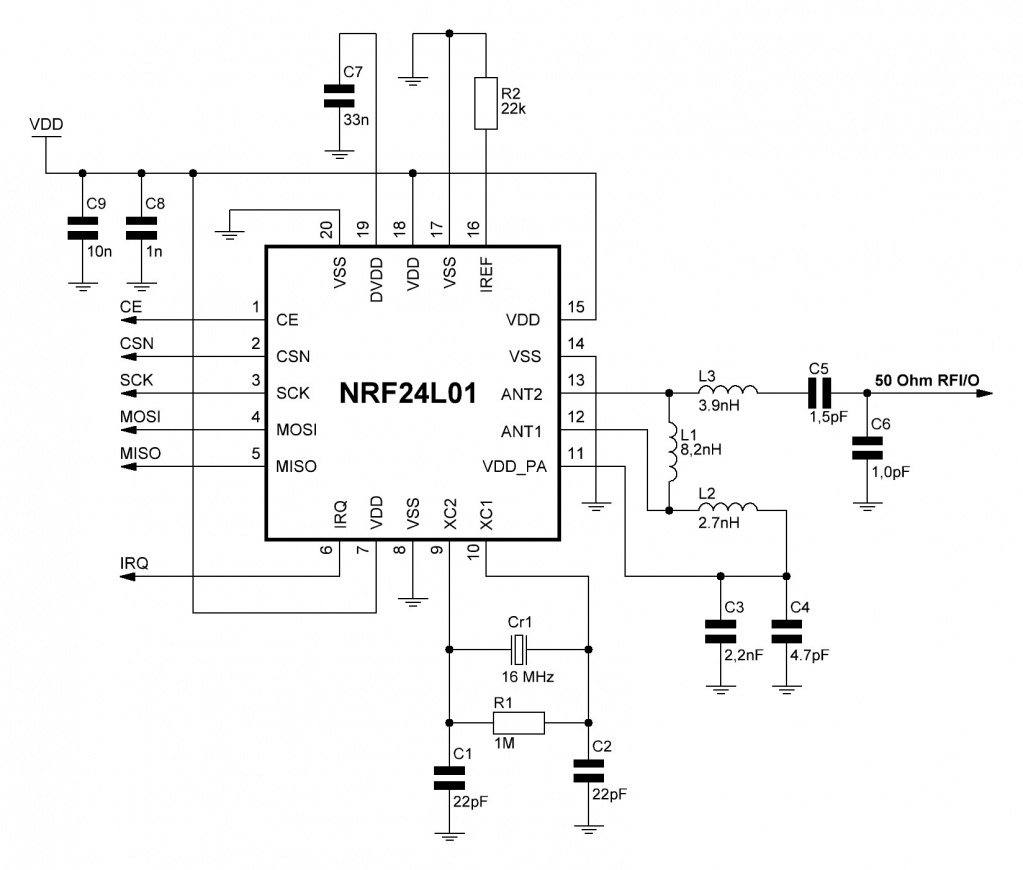 C7
33n
R2
22k
VDD
C9
10n
C8
1n
20
19
18
17
16
VSS
DVDD
VDD
VSS
IREF
CE
1
CE
CSN
2
CSN
SCK
3
SCK
MOSI
4
MOSI
MISO
5
MISO
NRF24L01
VDD
15
VSS
14
ANT2
13
ANT1
12
VDD_PA
11
IRQ
VDD
VSS
XC2
XC1
6
7
8
9
10
IRQ
L3
3.9nH
C5
1,5pF
50 Ohm RFI/O
C6
1,0pF
L1
8,2nH
L2
2.7nH
C3
2,2nF
C4
4.7pF
Cr1
16 MHz
R1
1M
C1
22pF
C2
22pF